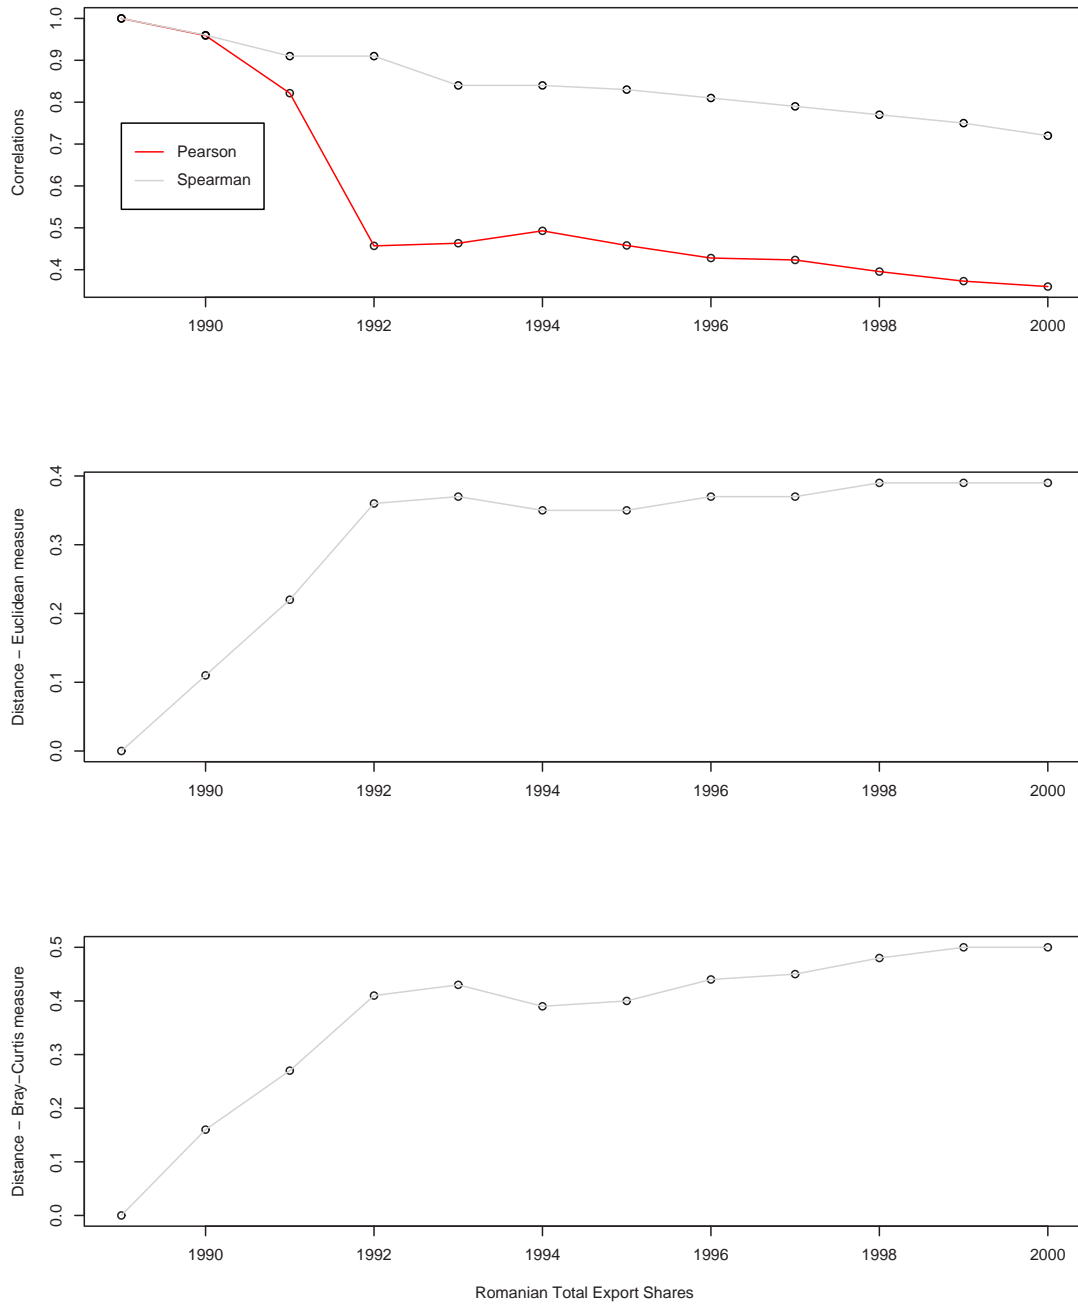 Correlations
1.0
0.9
0.8
0.7
0.6
0.5
0.4
Pearson
Spearman
1990 1992 1994 1996 1998 2000
Distance − Euclidean measure
0.4
0.3
0.2
0.1
0.0
1990 1992 1994 1996 1998 2000
Distance − Bray−Curtis measure
0.5
0.4
0.3
0.2
0.1
0.0
1990 1992 1994 1996 1998 2000
Romanian Total Export Shares